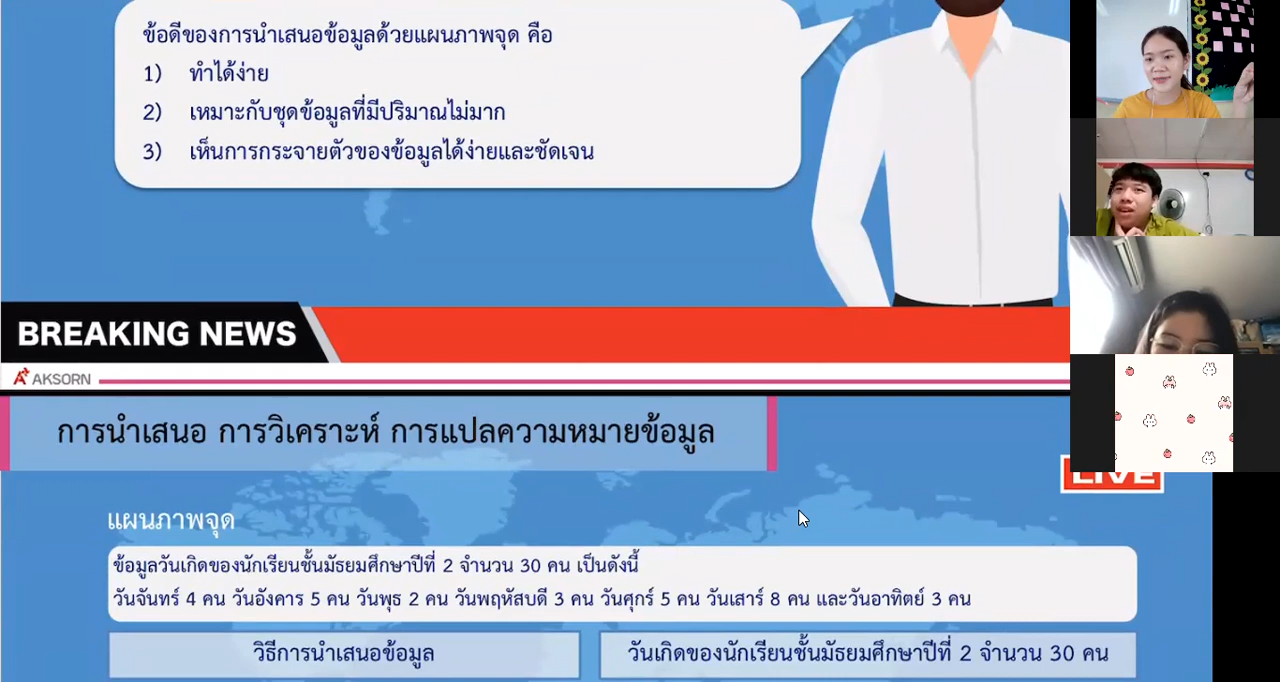 ข้อดีของการนำเสนอข้อมูลด้วยแผนภาพจุด คือ
1) ทำได้ง่าย
2) เหมาะกับชุดข้อมูลที่มีปริมาณไม่มาก
3) เห็นการกระจายตัวของข้อมูลได้ง่ายและชัดเจน
BREAKING NEWS
AKSORN
การนำเสนอ การวิเคราะห์ การแปลความหมายข้อมูล
LIVE
แผนภาพจุด
ข้อมูลวันเกิดของนักเรียนชั้นมัธยมศึกษาปีที่ 2 จำนวน 30 คน เป็นดังนี้
วันจันทร์ 4 คน วันอังคาร 5 คน วันพุธ 2 คน วันพฤหัสบดี 3 คน วันศุกร์ 5 คน วันเสาร์ 8 คน และวันอาทิตย์ 3 คน
วิธีการนำเสนอข้อมูล
วันเกิดของนักเรียนชั้นมัธยมศึกษาปีที่ 2 จำนวน 30 คน